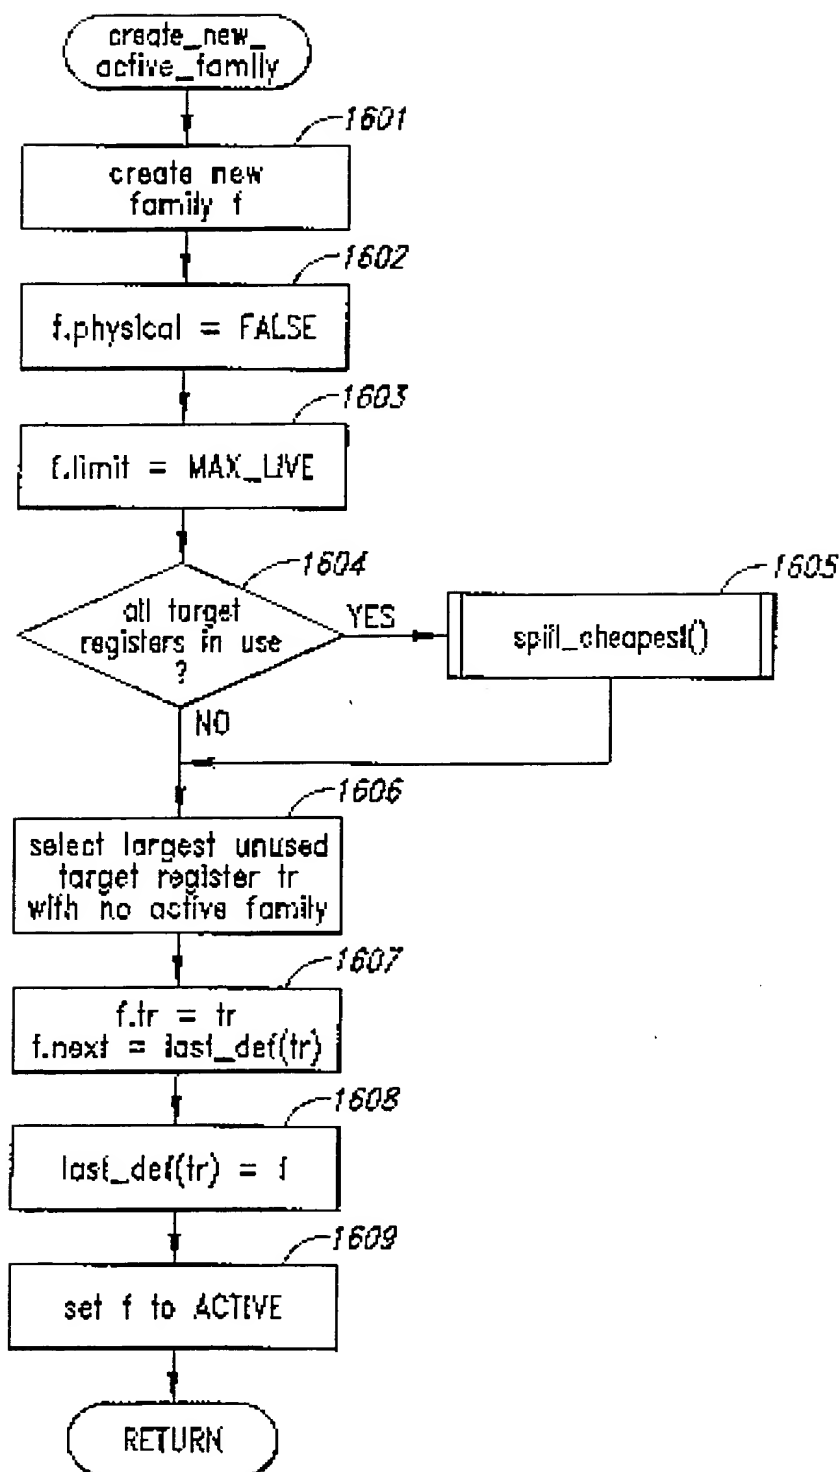 create_new_
active_family
1601
create new
family f
1602
f.physical = FALSE
1603
f.limit = MAX_LIVE
1604
all target
registers in use
?
YES
1605
spill_cheapest()
NO
1606
select largest unused
target register tr
with no active family
1607
f.tr = tr
f.next = last_def(tr)
1608
last_def(tr) = f
1609
set f to ACTIVE
RETURN